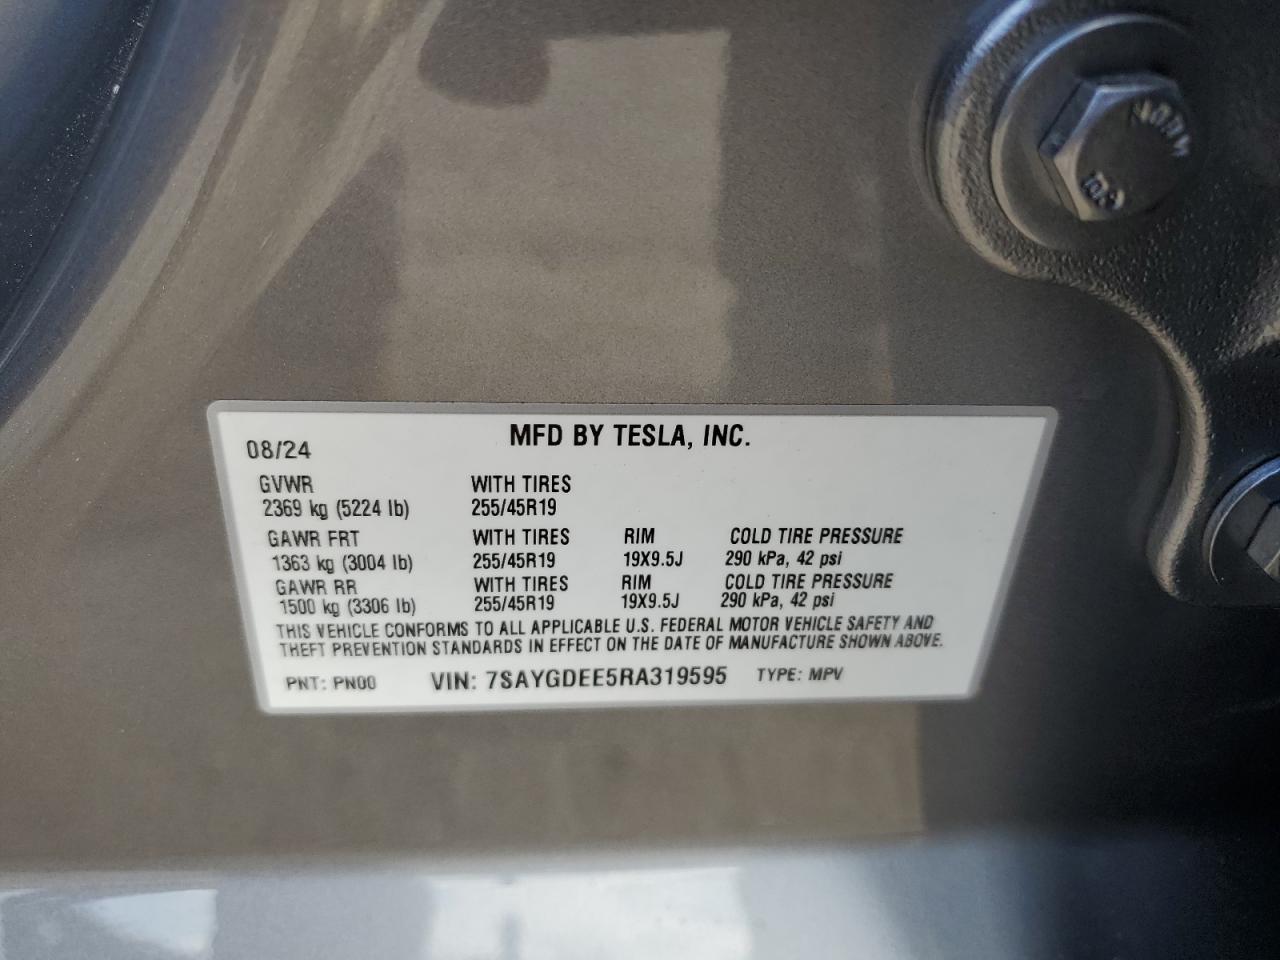 08/24 MFD BY TESLA, INC.
GVWR WITH TIRES
2369 kg (5224 lb) 255/45R19
GAWR FRT WITH TIRES RIM COLD TIRE PRESSURE
1363 kg (3004 lb) 255/45R19 19X9.5J 290 kPa, 42 psi
GAWR RR WITH TIRES RIM COLD TIRE PRESSURE
1500 kg (3306 lb) 255/45R19 19X9.5J 290 kPa, 42 psi
THIS VEHICLE CONFORMS TO ALL APPLICABLE U.S. FEDERAL MOTOR VEHICLE SAFETY AND
THEFT PREVENTION STANDARDS IN EFFECT ON THE DATE OF MANUFACTURE SHOWN ABOVE.
PNT: PN00 VIN: 7SAYGDEE5RA319595 TYPE: MPV